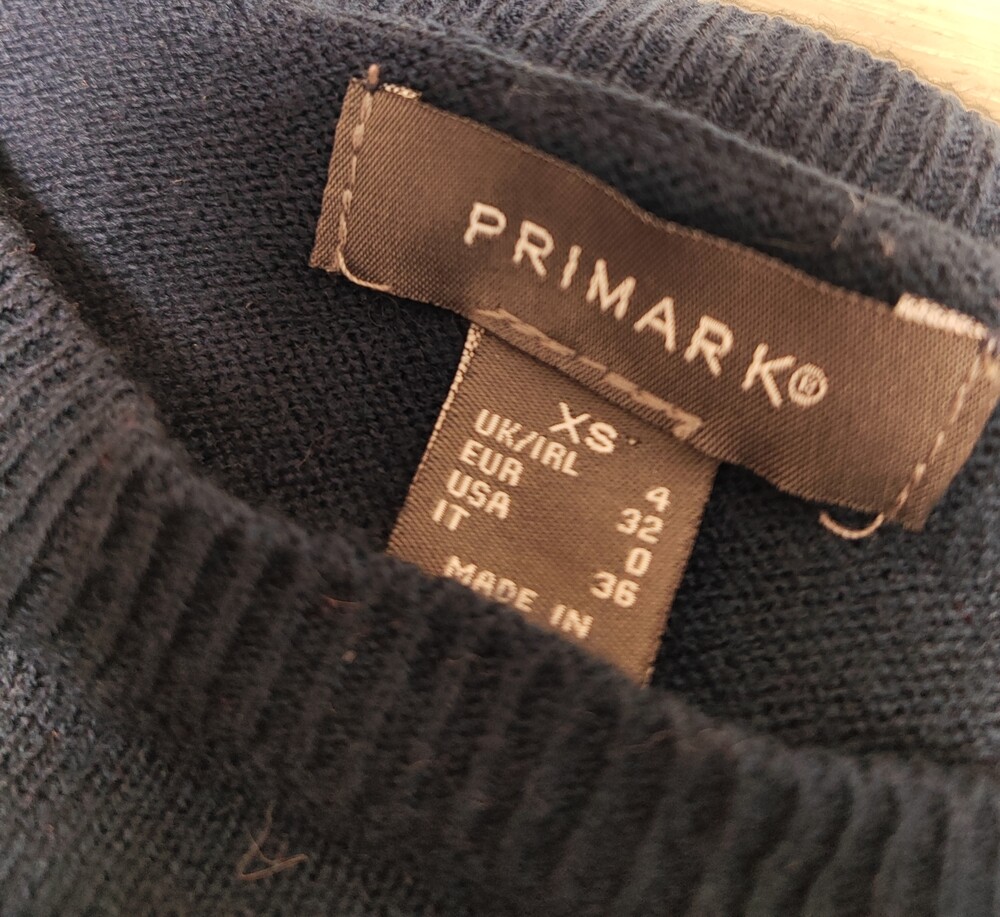 PRIMARK®
XS
UK/IRL 4
EUR 32
USA 0
IT 36
MADE IN